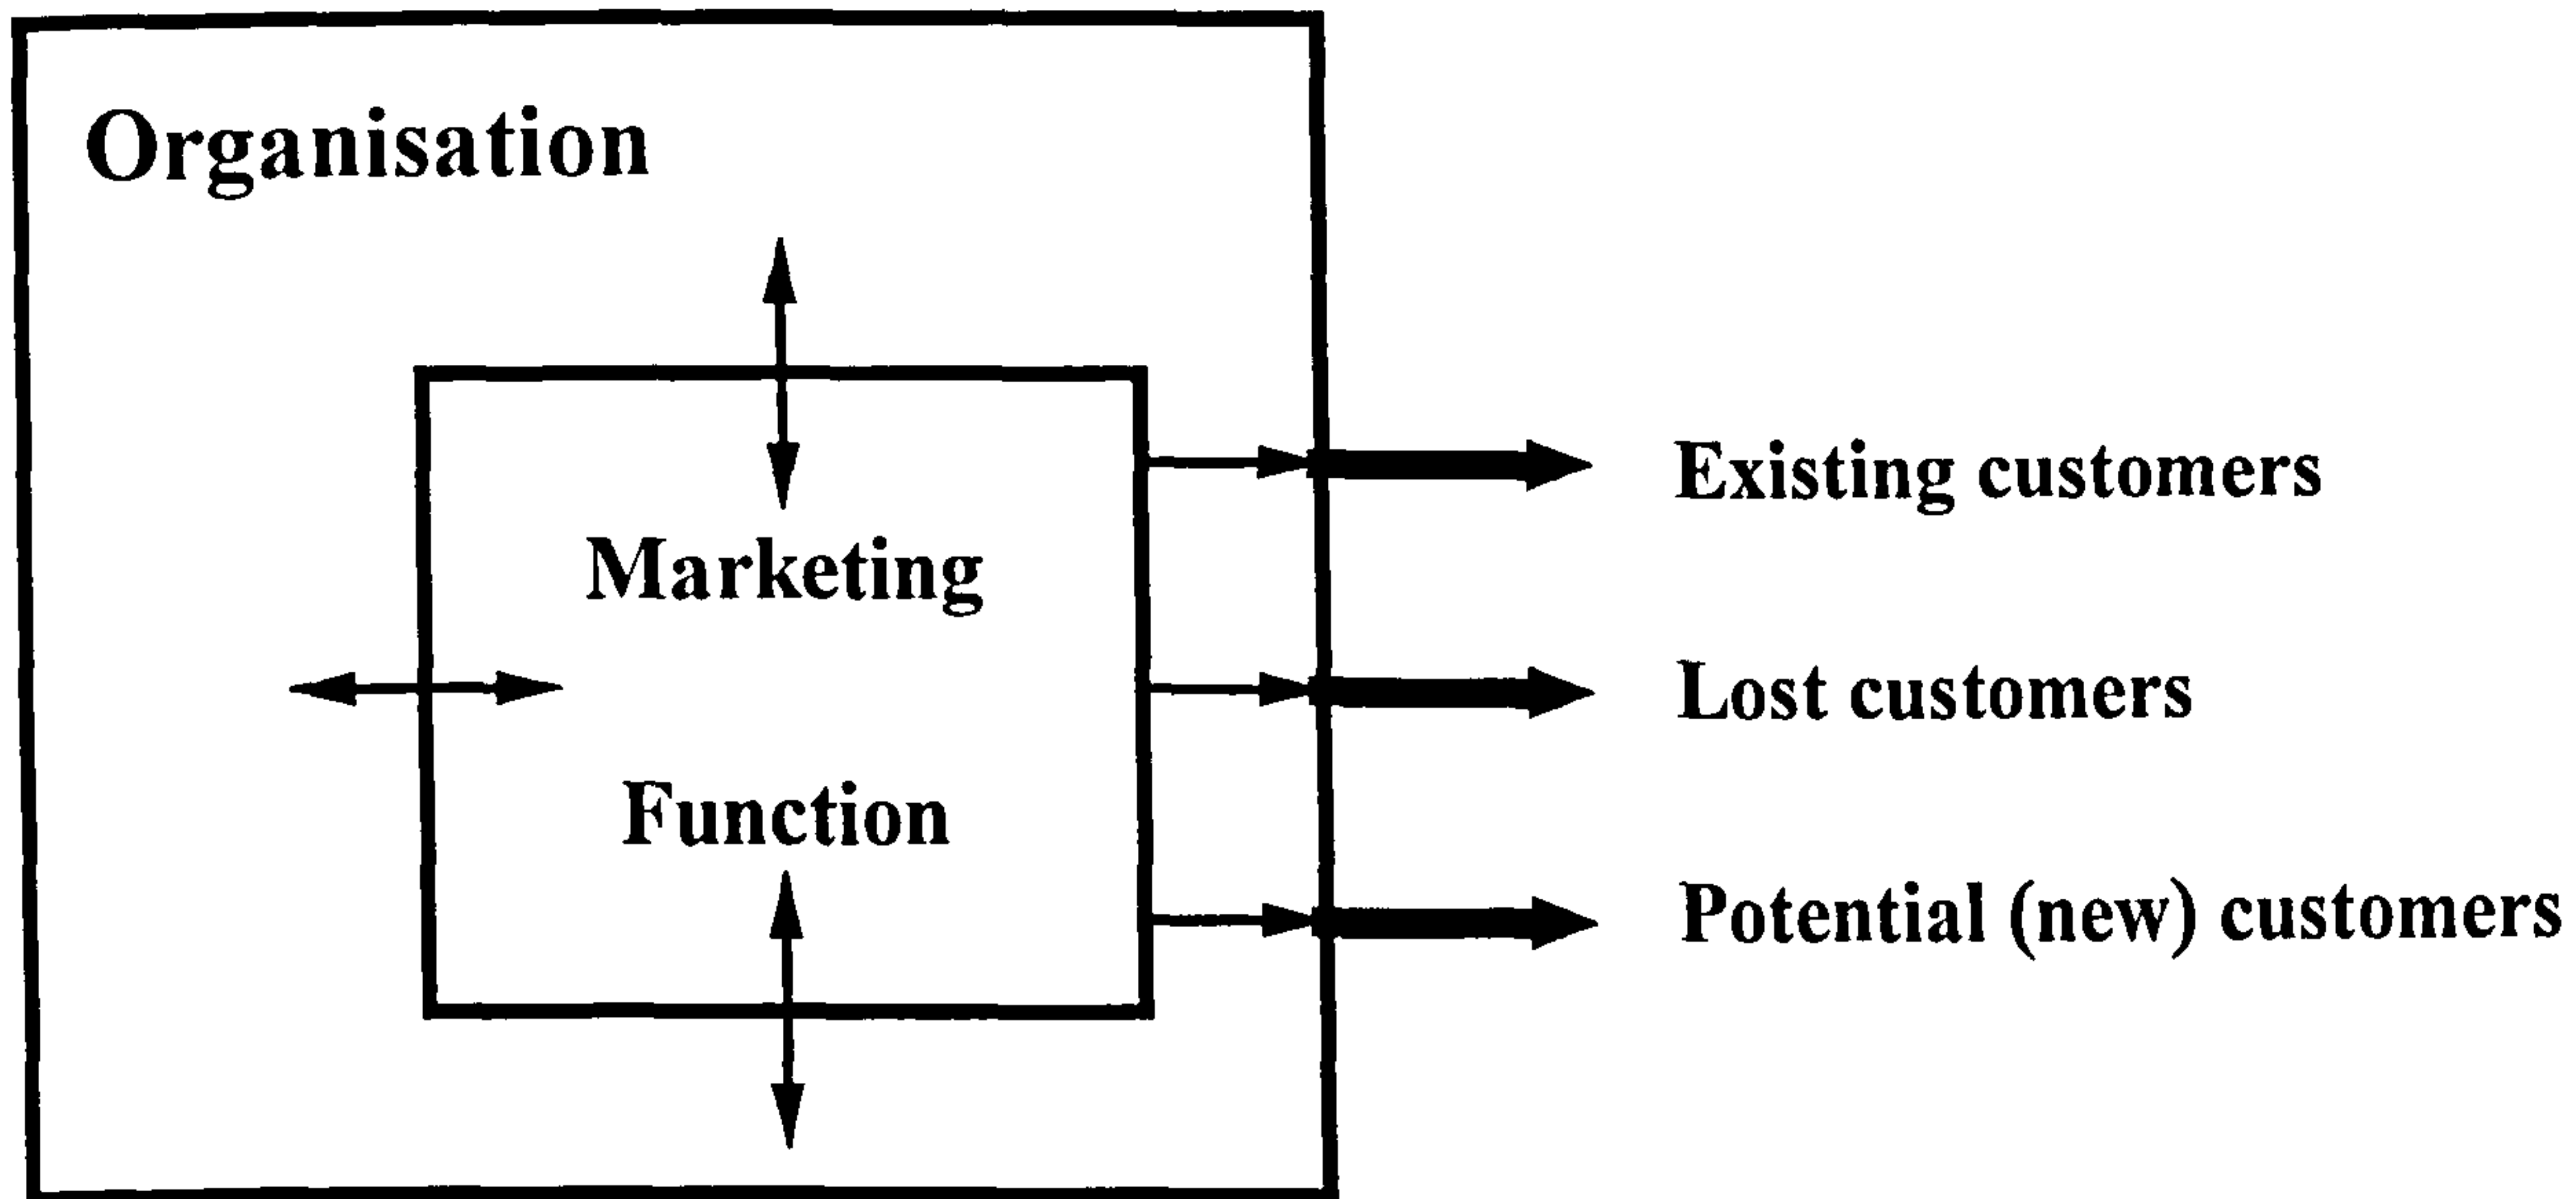 Organisation
Marketing
Function
Existing customers
Lost customers
Potential (new) customers